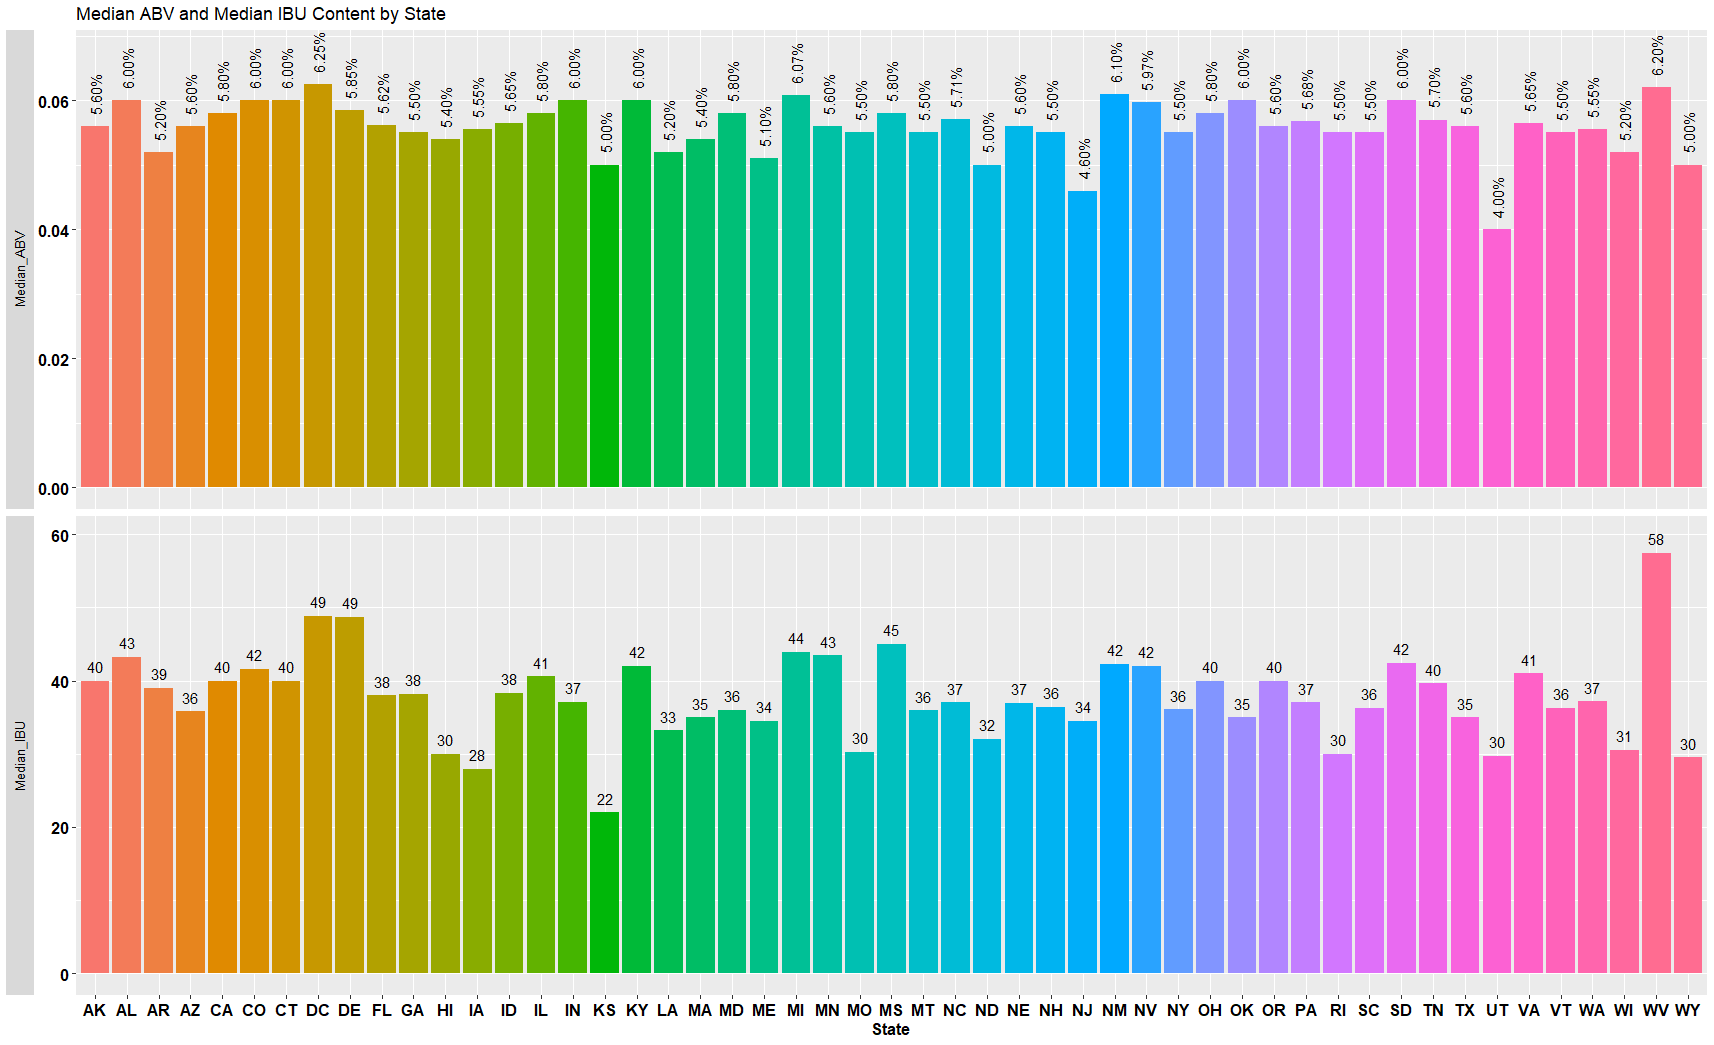 Median ABV and Median IBU Content by State
Median_ABV
0.06
0.04
0.02
0.00
5.60% 6.00% 5.20% 5.60% 5.80% 6.00% 6.00% 6.25% 5.85% 5.62% 5.50% 5.40% 5.55% 5.65% 5.80% 6.00% 5.00% 6.00% 5.20% 5.40% 5.80% 5.10% 6.07% 5.60% 5.50% 5.80% 5.50% 5.71% 5.00% 5.60% 5.50% 4.60% 6.10% 5.97% 5.50% 5.80% 6.00% 5.60% 5.68% 5.50% 5.50% 6.00% 5.70% 5.60% 4.00% 5.65% 5.50% 5.55% 5.20% 6.20% 5.00%
Median_IBU
60
40
20
0
40 43 39 36 40 42 40 49 49 38 38 30 28 38 41 37 22 42 33 35 36 34 44 43 30 45 36 37 32 37 36 34 42 42 36 40 35 40 37 30 36 42 40 35 30 41 36 37 31 58 30
AK AL AR AZ CA CO CT DC DE FL GA HI IA ID IL IN KS KY LA MA MD ME MI MN MO MS MT NC ND NE NH NJ NM NV NY OH OK OR PA RI SC SD TN TX UT VA VT WA WI WV WY
State